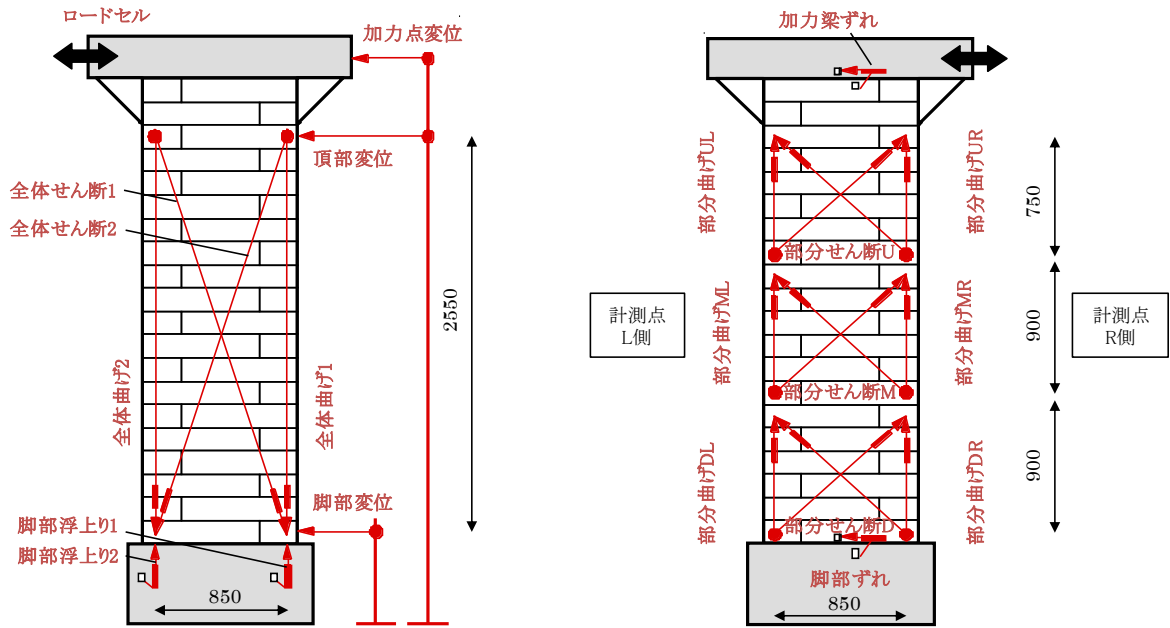 ロードセル
加力点変位
頂部変位
全体せん断1
全体せん断2
2550
全体曲げ2
全体曲げ1
脚部変位
脚部浮上り1
脚部浮上り2
850
加力梁ずれ
部分曲げUL
部分曲げUR
750
部分せん断U
計測点
L側
部分曲げML
部分曲げMR
900
計測点
R側
部分せん断M
部分曲げDL
部分曲げDR
900
部分せん断D
脚部ずれ
850